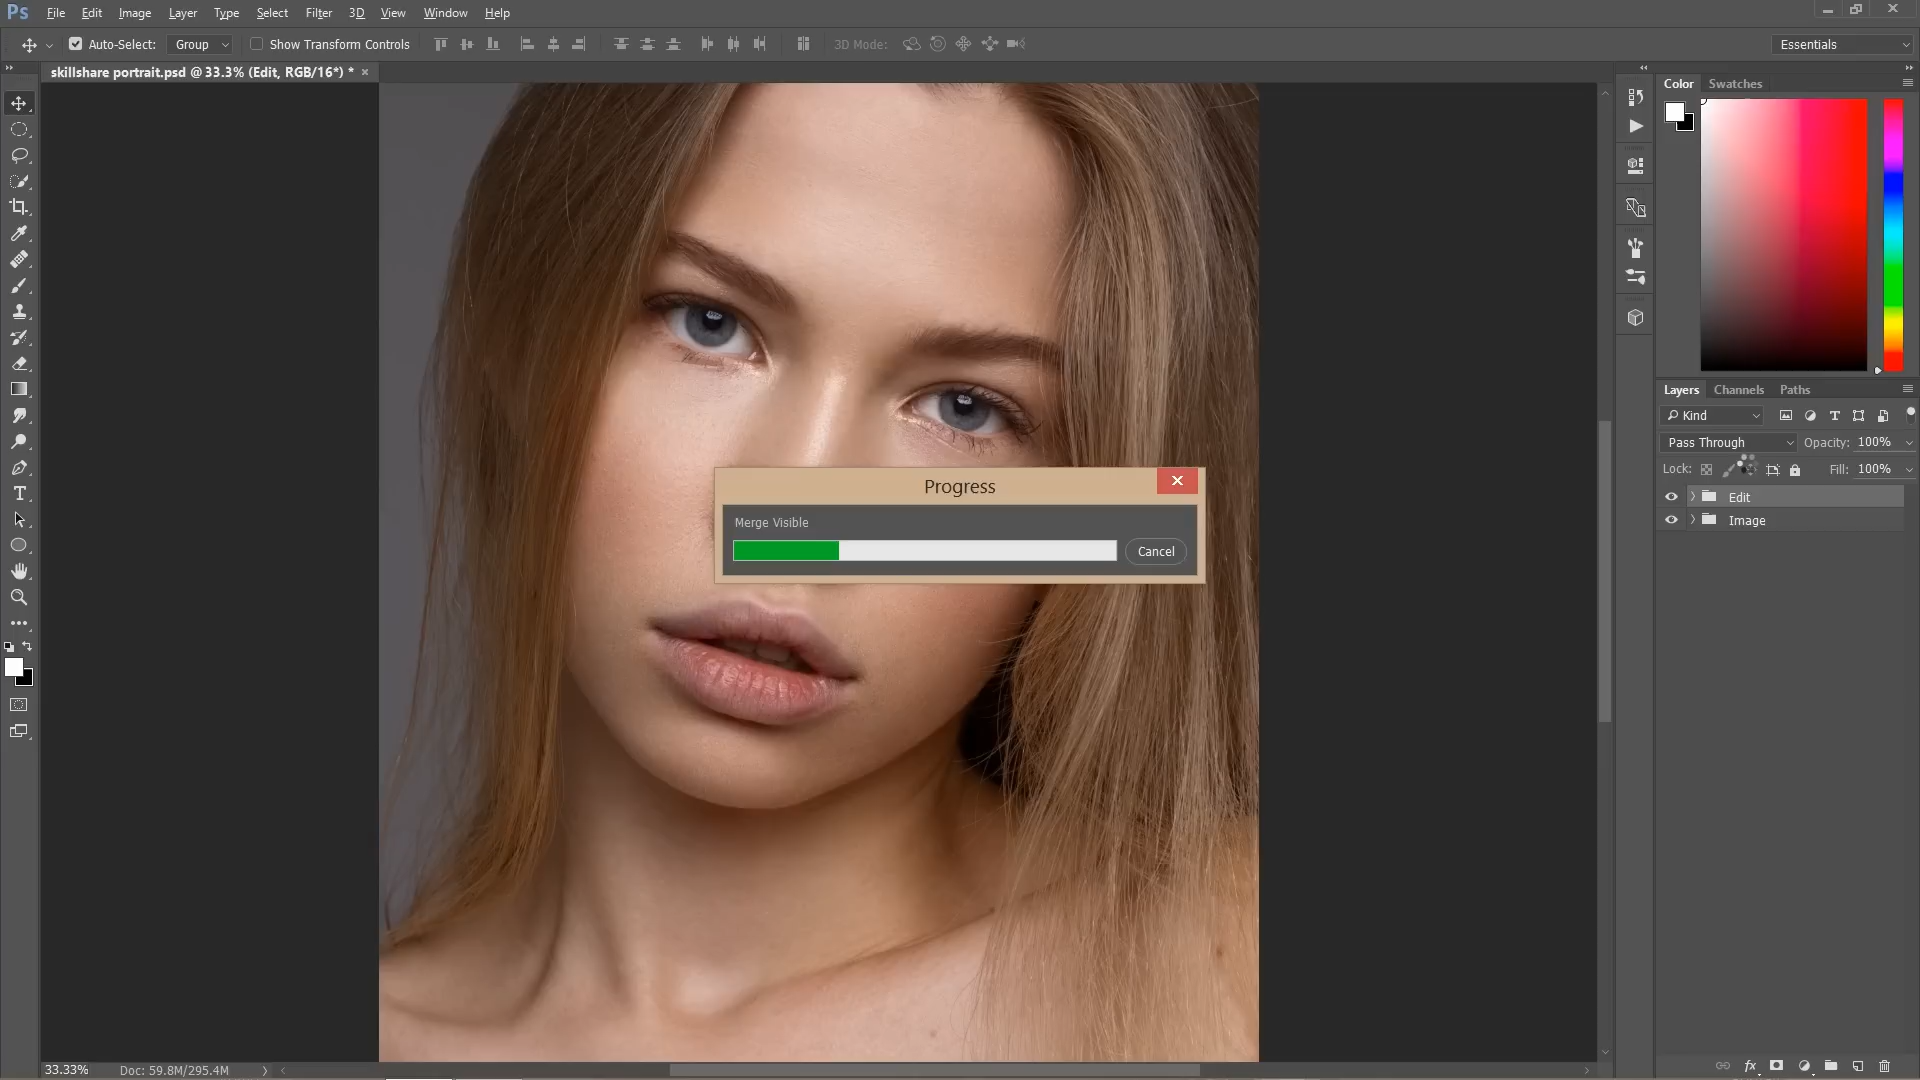 Ps File Edit Image Layer Type Select Filter 3D View Window Help
Auto-Select: Group Show Transform Controls 3D Mode: Essentials
skillshare portrait.psd @ 33.3% (Edit, RGB/16*) * ×
Color Swatches
Layers Channels Paths
Kind
Pass Through Opacity: 100%
Lock: Fill: 100%
Edit
Image
Progress
Merge Visible
Cancel
33.33% Doc: 59.8M/295.4M